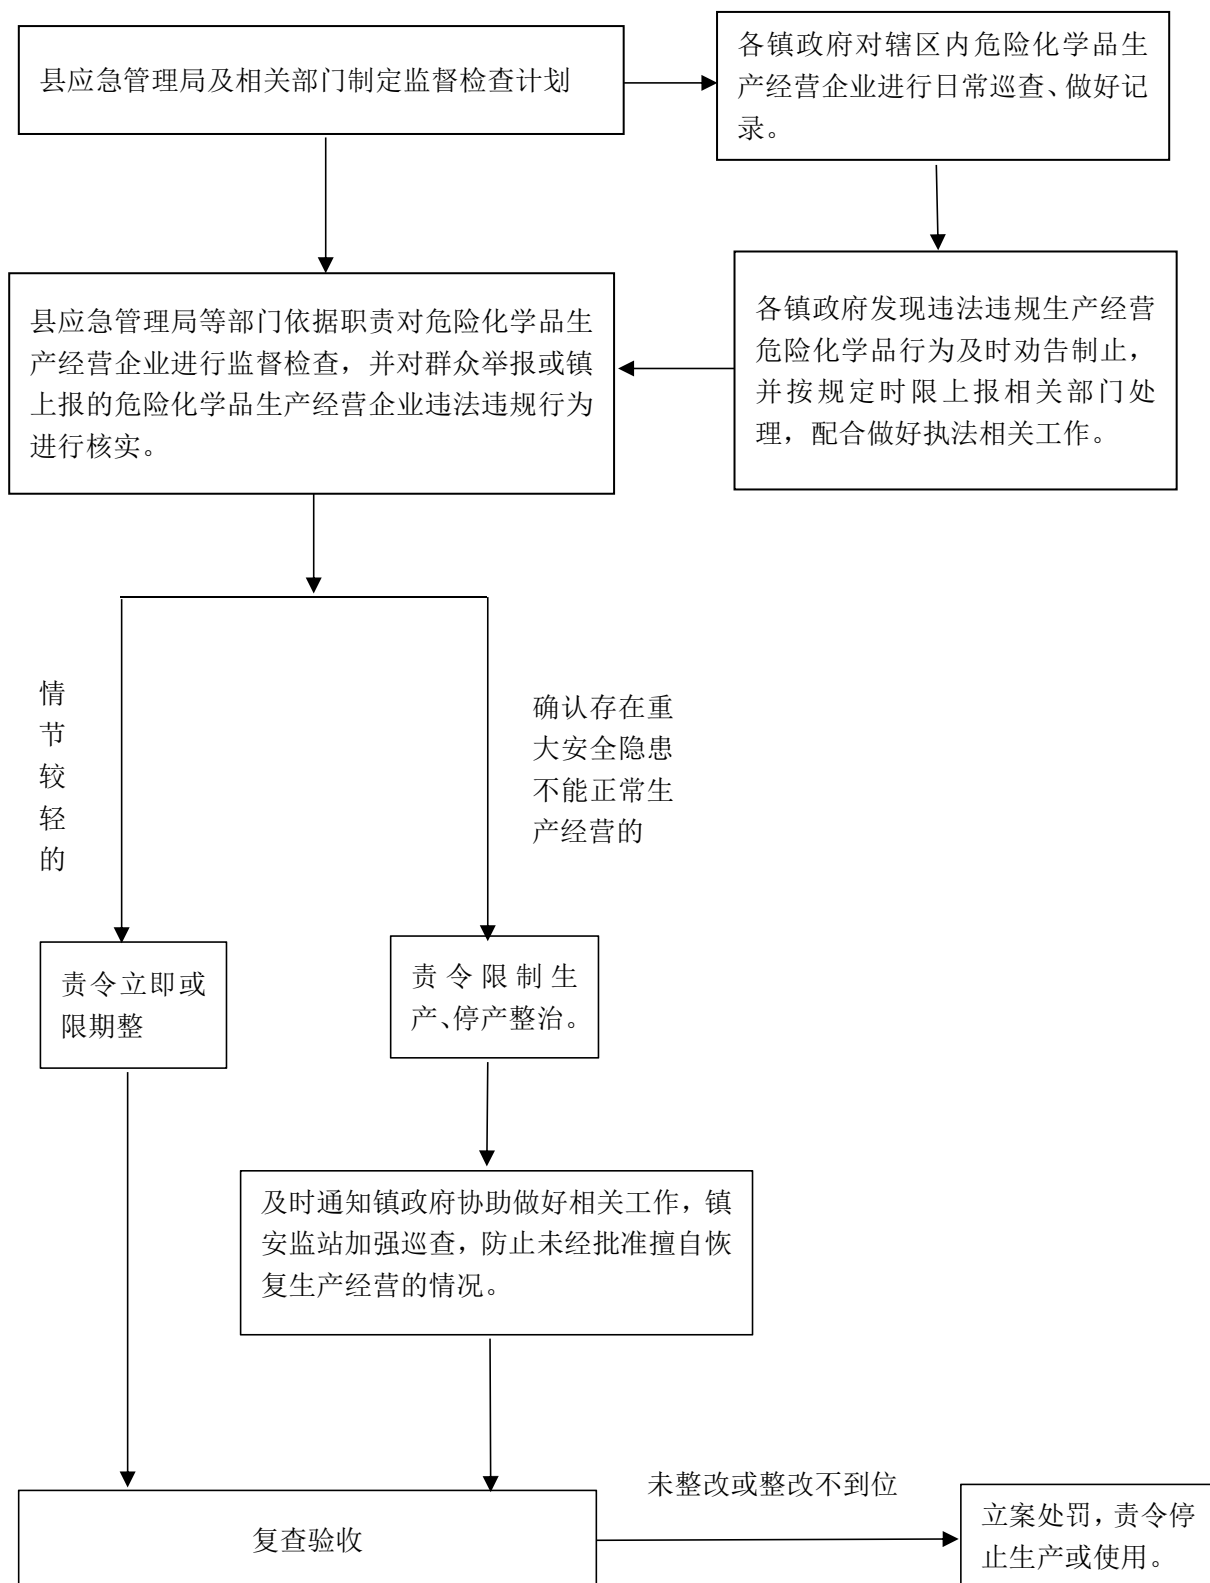 县应急管理局及相关部门制定监督检查计划
各镇政府对辖区内危险化学品生
产经营企业进行日常巡查、做好记
录。
县应急管理局等部门依据职责对危险化学品生
产经营企业进行监督检查，并对群众举报或镇
上报的危险化学品生产经营企业违法违规行为
进行核实。
各镇政府发现违法违规生产经营
危险化学品行为及时劝告制止，
并按规定时限上报相关部门处
理，配合做好执法相关工作。
情
节
较
轻
的
确认存在重
大安全隐患
不能正常生
产经营的
责令立即或
限期整
责令限制生
产、停产整治。
及时通知镇政府协助做好相关工作，镇
安监站加强巡查，防止未经批准擅自恢
复生产经营的情况。
复查验收
未整改或整改不到位
立案处罚，责令停
止生产或使用。